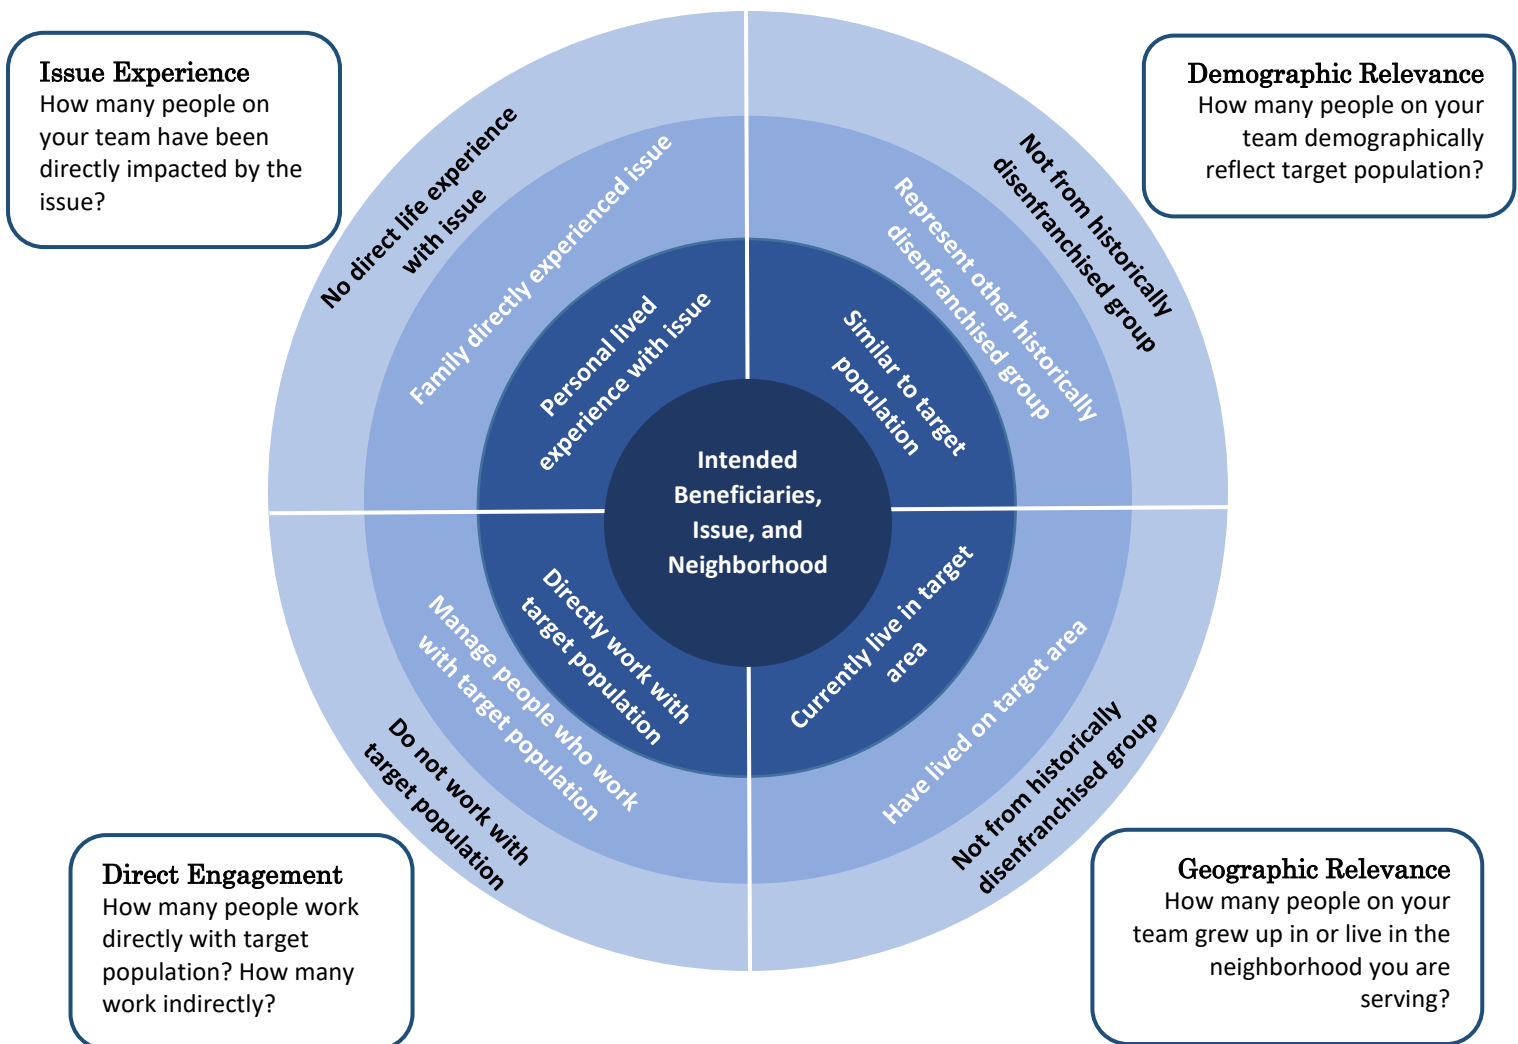 Issue Experience
How many people on
your team have been
directly impacted by the
issue?
Demographic Relevance
How many people on your
team demographically
reflect target population?
No direct life experience
with issue
Family directly experienced issue
Personal lived
experience with issue
Not from historically
disenfranchised group
Represent other historically
disenfranchised group
Similar to target
population
Intended
Beneficiaries,
Issue, and
Neighborhood
Directly work with
target population
Manage people who work
with target population
Do not work with
target population
Currently live in target
area
Have lived on target area
Not from historically
disenfranchised group
Direct Engagement
How many people work
directly with target
population? How many
work indirectly?
Geographic Relevance
How many people on your
team grew up in or live in the
neighborhood you are
serving?